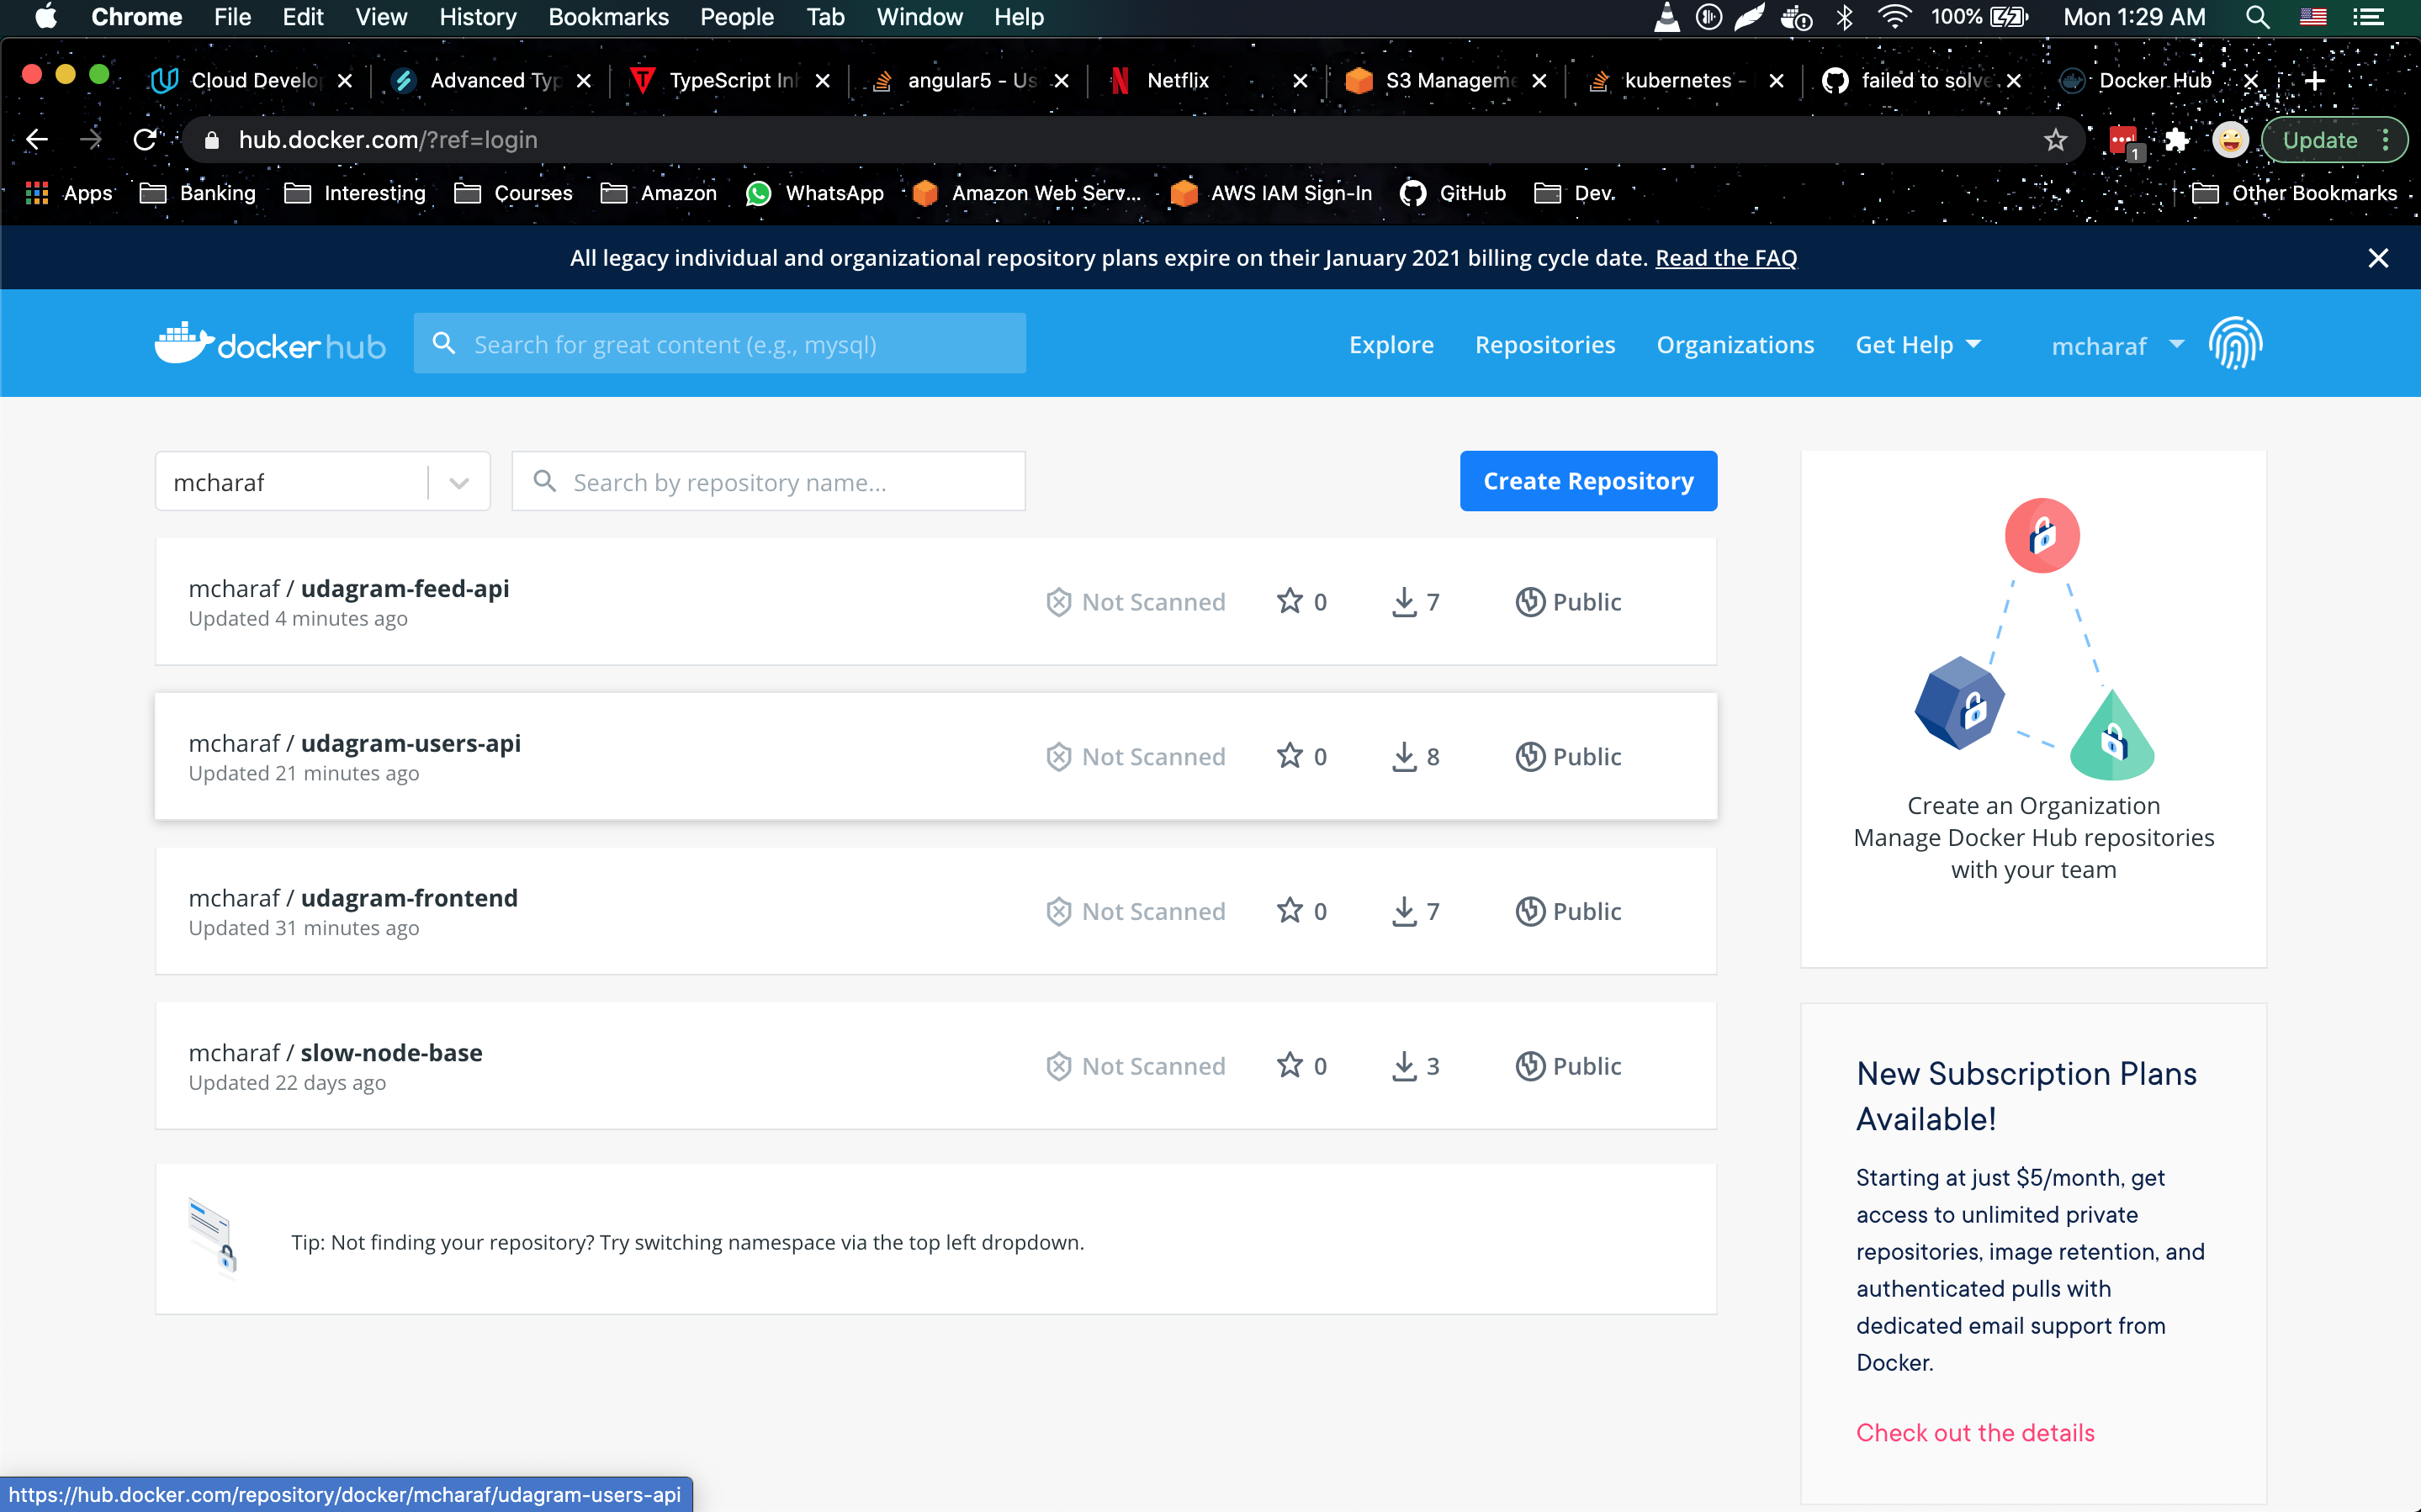 Chrome File Edit View History Bookmarks People Tab Window Help 100% Mon 1:29 AM
Cloud Develo Advanced Typ TypeScript Inh angular5 - Us Netflix S3 Manageme kubernetes - failed to solve Docker Hub
hub.docker.com/?ref=login 1 Update
Apps Banking Interesting Courses Amazon WhatsApp Amazon Web Serv... AWS IAM Sign-In GitHub Dev. Other Bookmarks
All legacy individual and organizational repository plans expire on their January 2021 billing cycle date. Read the FAQ
docker hub Search for great content (e.g., mysql) Explore Repositories Organizations Get Help mcharaf
mcharaf Search by repository name... Create Repository
mcharaf / udagram-feed-api
Updated 4 minutes ago
Not Scanned 0 7 Public
mcharaf / udagram-users-api
Updated 21 minutes ago
Not Scanned 0 8 Public
mcharaf / udagram-frontend
Updated 31 minutes ago
Not Scanned 0 7 Public
mcharaf / slow-node-base
Updated 22 days ago
Not Scanned 0 3 Public
Tip: Not finding your repository? Try switching namespace via the top left dropdown.
Create an Organization
Manage Docker Hub repositories
with your team
New Subscription Plans
Available!
Starting at just $5/month, get
access to unlimited private
repositories, image retention, and
authenticated pulls with
dedicated email support from
Docker.
Check out the details
https://hub.docker.com/repository/docker/mcharaf/udagram-users-api